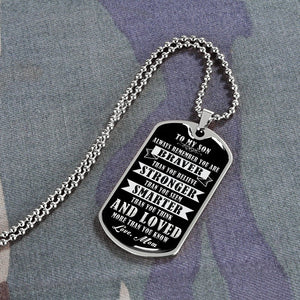 TO MY SON
ALWAYS REMEMBER YOU ARE
BRAVER
THAN YOU BELIEVE
STRONGER
THAN YOU SEEM
SMARTER
THAN YOU THINK
AND LOVED
MORE THAN YOU KNOW
Love, Mom